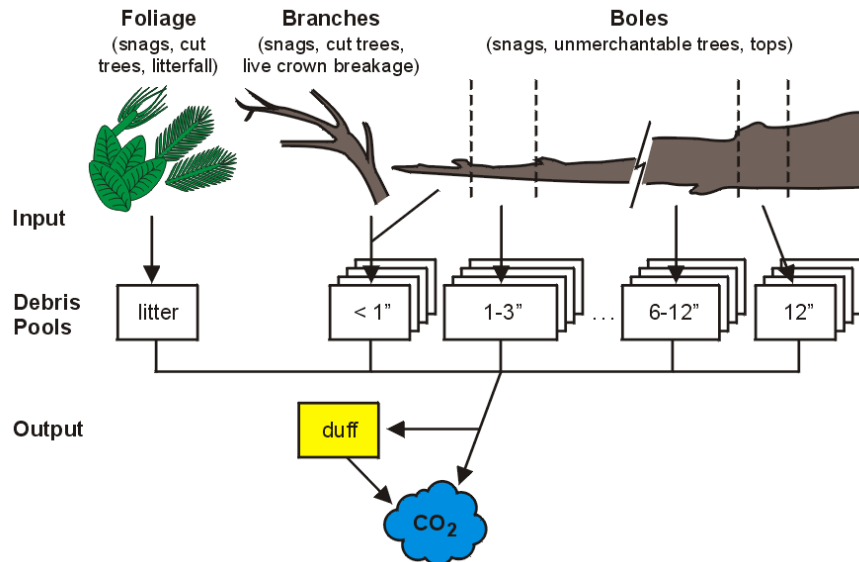 Foliage
(snags, cut
trees, litterfall)
Branches
(snags, cut trees,
live crown breakage)
Boles
(snags, unmerchantable trees, tops)
Input
Debris
Pools
litter
< 1”
1-3”
...
6-12”
12”
Output
duff
CO₂